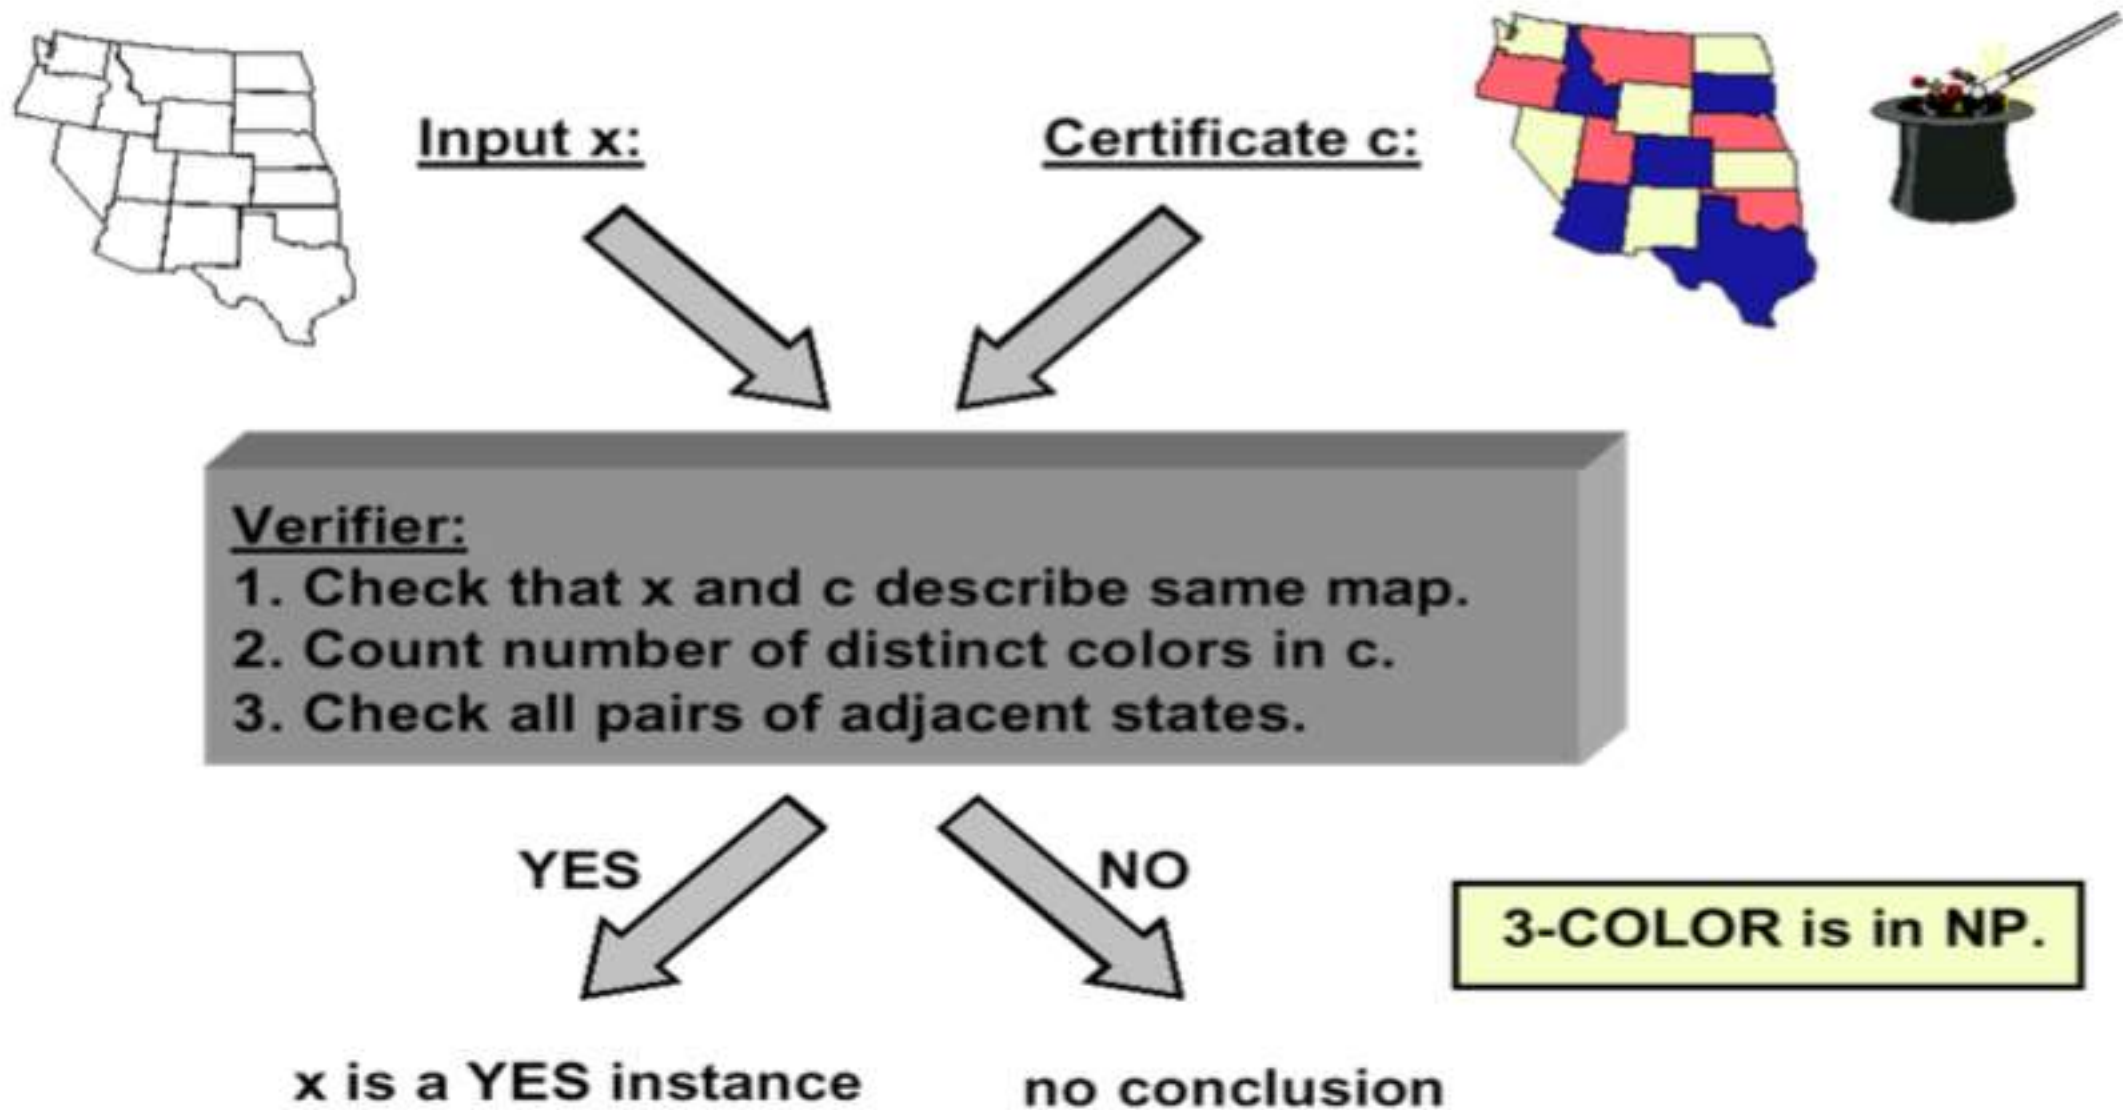 Input x:
Certificate c:
Verifier:
1. Check that x and c describe same map.
2. Count number of distinct colors in c.
3. Check all pairs of adjacent states.
YES
NO
3-COLOR is in NP.
x is a YES instance
no conclusion